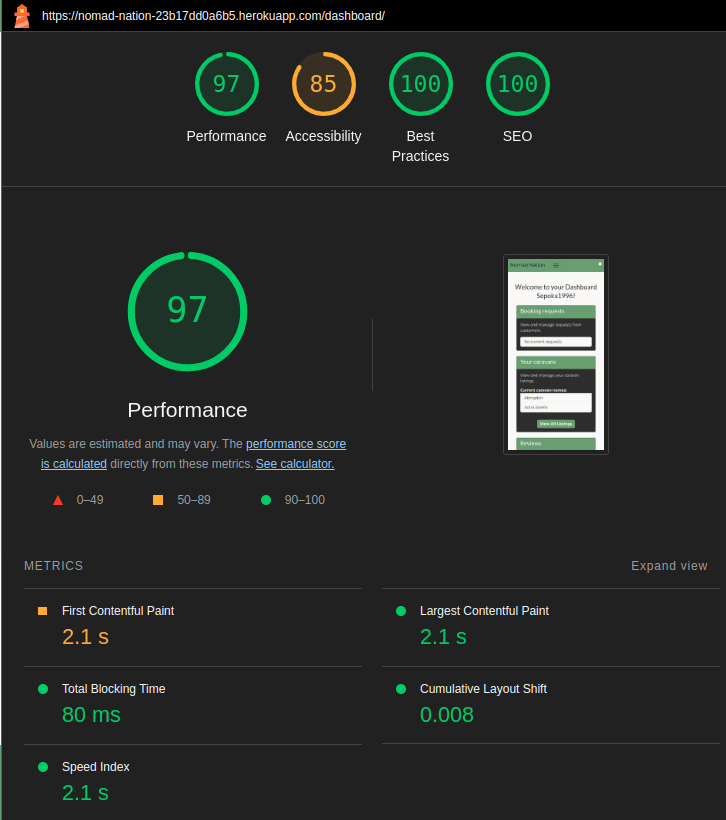 https://nomad-nation-23b17dd0a6b5.herokuapp.com/dashboard/
97
85
100
100
Performance
Accessibility
Best
Practices
SEO
97
Performance
Values are estimated and may vary. The performance score
is calculated directly from these metrics. See calculator.
0–49
50–89
90–100
Nomad Nation
Welcome to your Dashboard
Sepoka1996!
Booking requests
View and manage requests from
customers.
No current requests
Your caravans
View and manage your caravan
listings
Current caravan names:
View All Listings
Reviews
METRICS
Expand view
First Contentful Paint
2.1 s
Largest Contentful Paint
2.1 s
Total Blocking Time
80 ms
Cumulative Layout Shift
0.008
Speed Index
2.1 s